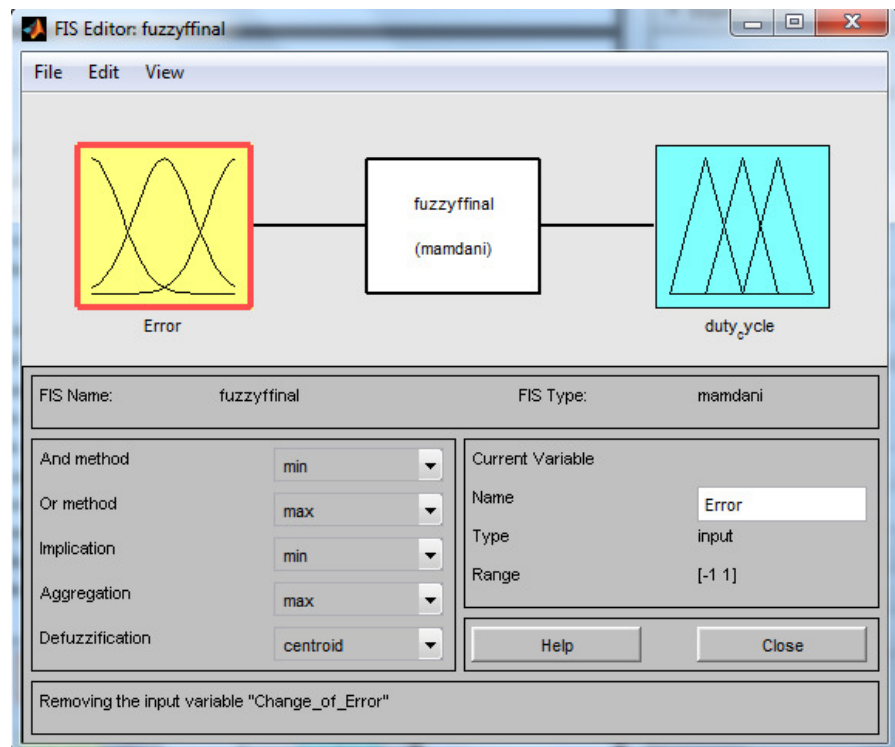 FIS Editor: fuzzyffinal
File Edit View
fuzzyffinal
(mamdani)
Error
duty_cycle
FIS Name: fuzzyffinal FIS Type: mamdani
And method min
Or method max
Implication min
Aggregation max
Defuzzification centroid
Current Variable
Name Error
Type input
Range [-1 1]
Help Close
Removing the input variable "Change_of_Error"